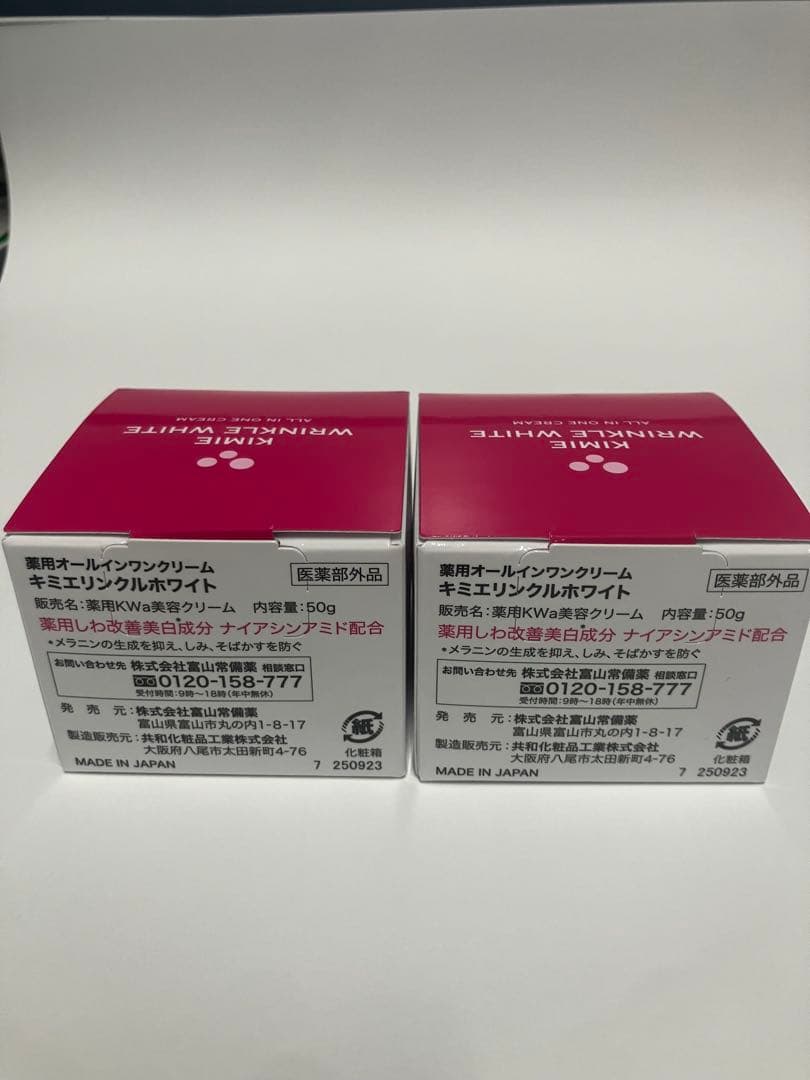 KIMIE
WRINKLE WHITE
ALL IN ONE CREAM
薬用オールインワンクリーム
キミエリンクルホワイト
医薬部外品
販売名:薬用KWa美容クリーム 内容量:50g
薬用しわ改善美白*成分 ナイアシンアミド配合
*メラニンの生成を抑え、しみ、そばかすを防ぐ
お問い合わせ先 株式会社富山常備薬 相談窓口
0120-158-777
受付時間:9時~18時(年中無休)
発売元:株式会社富山常備薬
富山県富山市丸の内1-8-17
製造販売元:共和化粧品工業株式会社
大阪府八尾市太田新町4-76
紙
化粧箱
MADE IN JAPAN
7 250923
KIMIE
WRINKLE WHITE
ALL IN ONE CREAM
薬用オールインワンクリーム
キミエリンクルホワイト
医薬部外品
販売名:薬用KWa美容クリーム 内容量:50g
薬用しわ改善美白*成分 ナイアシンアミド配合
*メラニンの生成を抑え、しみ、そばかすを防ぐ
お問い合わせ先 株式会社富山常備薬 相談窓口
0120-158-777
受付時間:9時~18時(年中無休)
発売元:株式会社富山常備薬
富山県富山市丸の内1-8-17
製造販売元:共和化粧品工業株式会社
大阪府八尾市太田新町4-76
紙
化粧箱
MADE IN JAPAN
7 250923